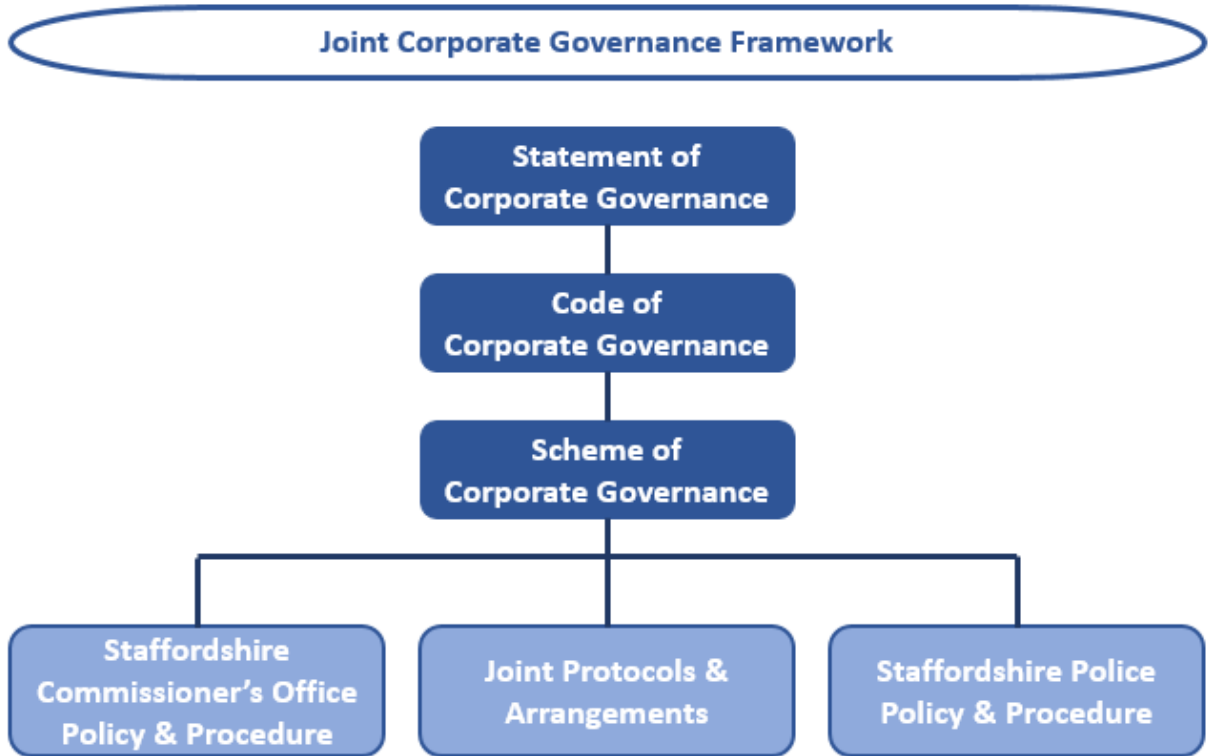 Joint Corporate Governance Framework
Statement of
Corporate Governance
Code of
Corporate Governance
Scheme of
Corporate Governance
Staffordshire
Commissioner’s Office
Policy & Procedure
Joint Protocols &
Arrangements
Staffordshire Police
Policy & Procedure